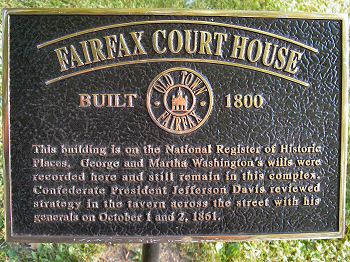 FAIRFAX COURT HOUSE
BUILT 1800
OLD TOWN
FAIRFAX
This building is on the National Register of Historic
Places. George and Martha Washington's wills were
recorded here and still remain in this complex.
Confederate President Jefferson Davis reviewed
strategy in the tavern across the street with his
generals on October 1 and 2, 1861.